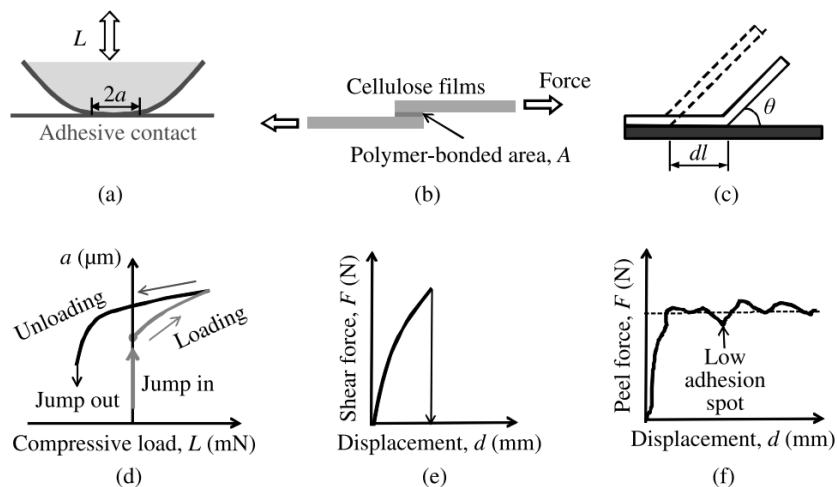 L
2a
Adhesive contact
(a)
Cellulose films
Force
Polymer-bonded area, A
(b)
θ
dl
(c)
a (μm)
Unloading
Loading
Jump in
Jump out
Compressive load, L (mN)
(d)
Shear force, F (N)
Displacement, d (mm)
(e)
Peel force, F (N)
Low
adhesion
spot
Displacement, d (mm)
(f)